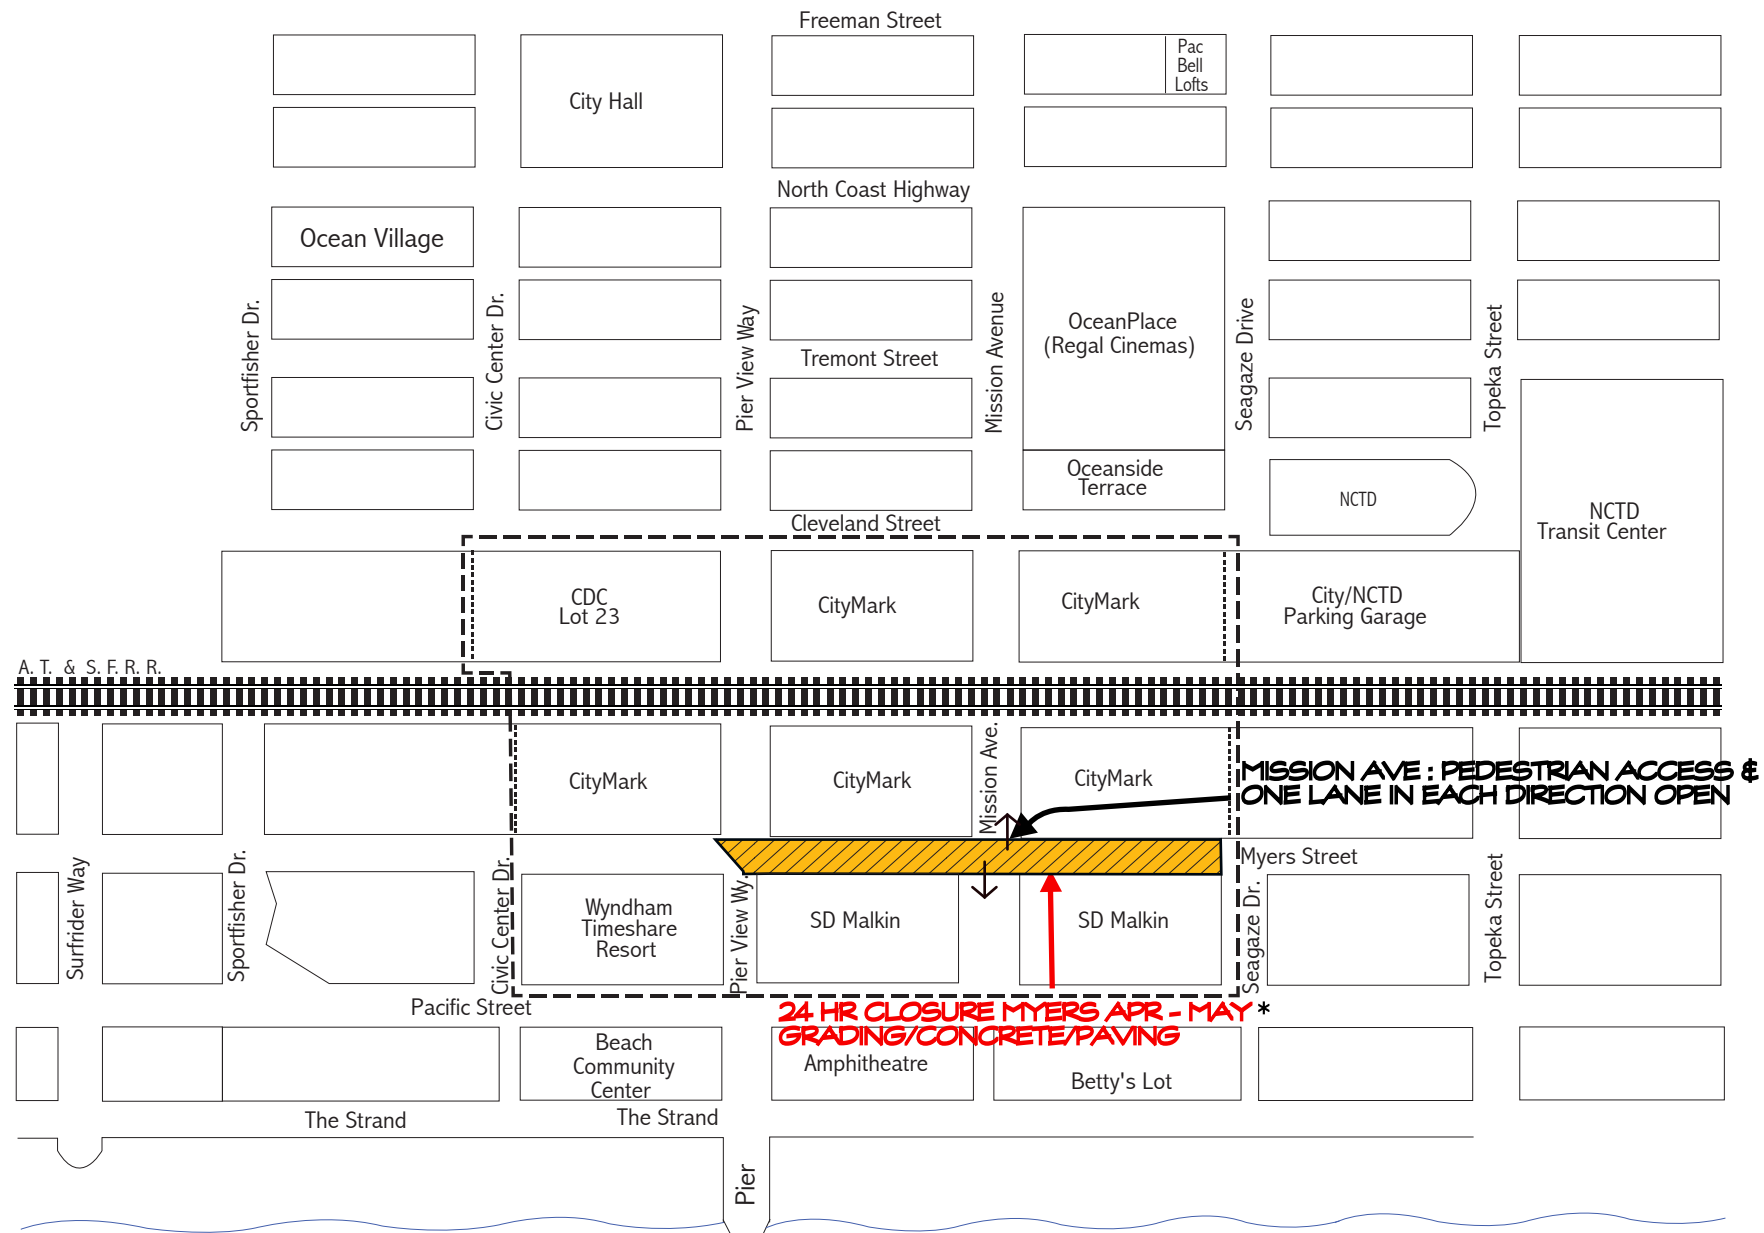 Freeman Street
Pac
Bell
Lofts
City Hall
North Coast Highway
Ocean Village
Sportfisher Dr.
Civic Center Dr.
Pier View Way
Mission Avenue
OceanPlace
(Regal Cinemas)
Seagaze Drive
Topeka Street
Tremont Street
Oceanside
Terrace
NCTD
NCTD
Transit Center
Cleveland Street
CDC
Lot 23
CityMark
CityMark
City/NCTD
Parking Garage
A. T. & S. F. R. R.
CityMark
CityMark
Mission Ave.
CityMark
MISSION AVE : PEDESTRIAN ACCESS &
ONE LANE IN EACH DIRECTION OPEN
Myers Street
Surfrider Way
Sportfisher Dr.
Civic Center Dr.
Wyndham
Timeshare
Resort
Pier View Wy.
SD Malkin
SD Malkin
Seagaze Dr.
Topeka Street
Pacific Street
24 HR CLOSURE MYERS APR - MAY *
GRADING/CONCRETE/PAVING
Beach
Community
Center
Amphitheatre
Betty's Lot
The Strand
The Strand
Pier